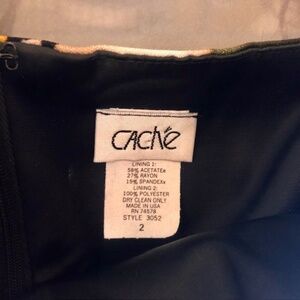 CACHÉ
LINING 1:
58% ACETATE
27% RAYON
15% SPANDEX
LINING 2:
100% POLYESTER
DRY CLEAN ONLY
MADE IN USA
RN 74578
STYLE 3052
2